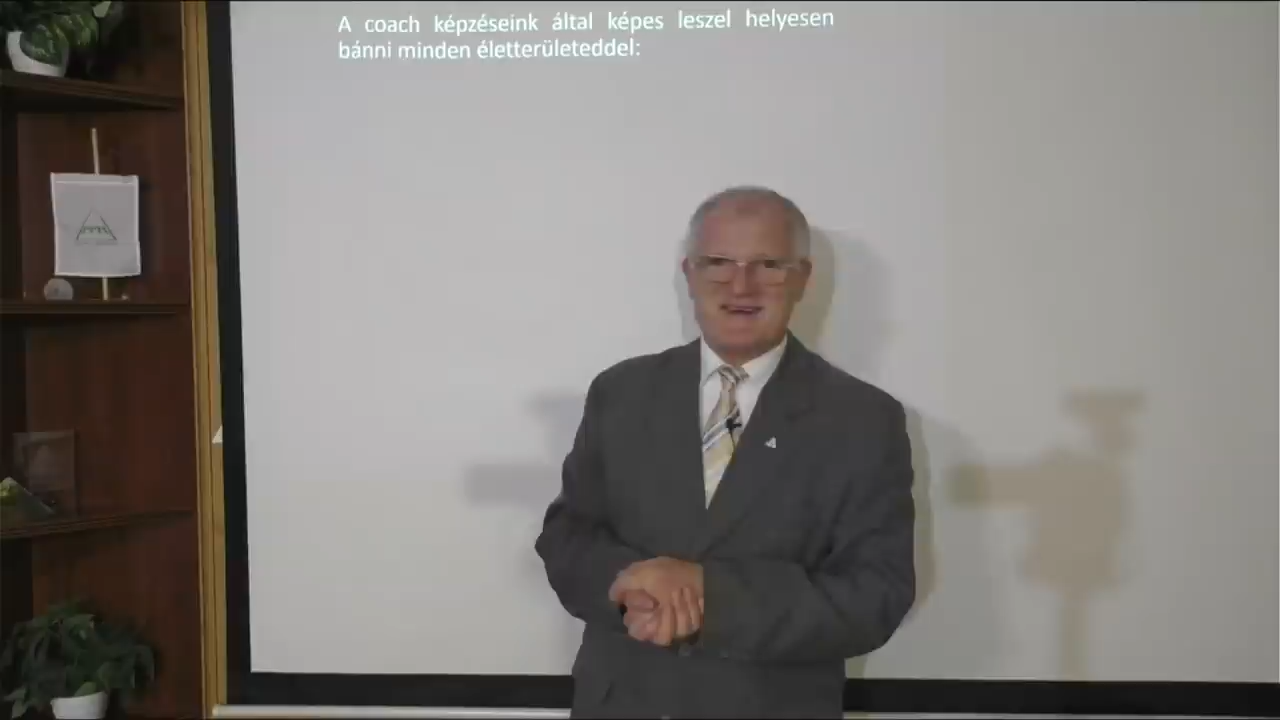 A coach képzéseink által képes leszel helyesen
bánni minden életterületeddel: